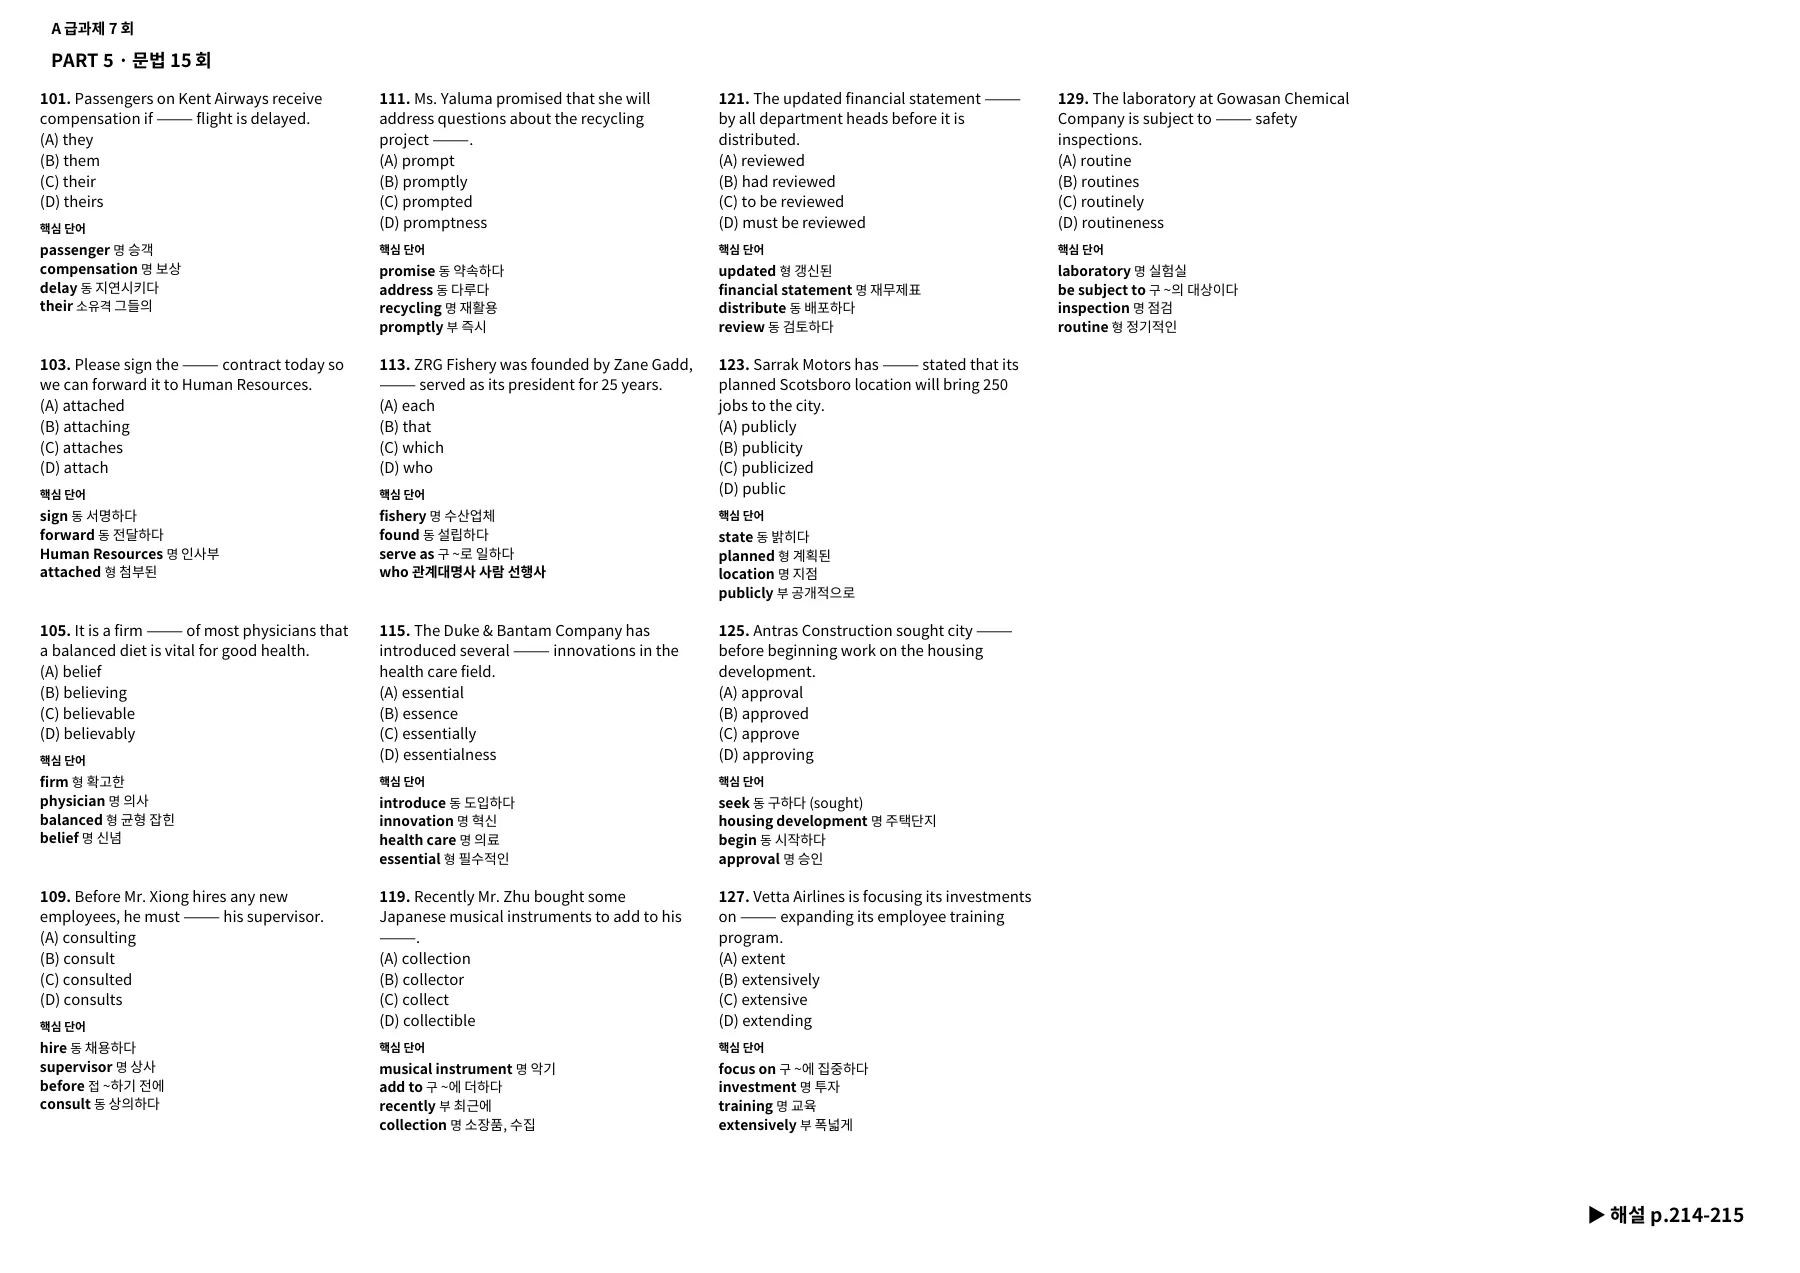 A 급과제 7 회
PART 5 · 문법 15 회
101. Passengers on Kent Airways receive
compensation if ——— flight is delayed.
(A) they
(B) them
(C) their
(D) theirs
핵심 단어
passenger 명 승객
compensation 명 보상
delay 동 지연시키다
their 소유격 그들의
103. Please sign the ——— contract today so
we can forward it to Human Resources.
(A) attached
(B) attaching
(C) attaches
(D) attach
핵심 단어
sign 동 서명하다
forward 동 전달하다
Human Resources 명 인사부
attached 형 첨부된
105. It is a firm ——— of most physicians that
a balanced diet is vital for good health.
(A) belief
(B) believing
(C) believable
(D) believably
핵심 단어
firm 형 확고한
physician 명 의사
balanced 형 균형 잡힌
belief 명 신념
109. Before Mr. Xiong hires any new
employees, he must ——— his supervisor.
(A) consulting
(B) consult
(C) consulted
(D) consults
핵심 단어
hire 동 채용하다
supervisor 명 상사
before 접 ~하기 전에
consult 동 상의하다
111. Ms. Yaluma promised that she will
address questions about the recycling
project ———.
(A) prompt
(B) promptly
(C) prompted
(D) promptness
핵심 단어
promise 동 약속하다
address 동 다루다
recycling 명 재활용
promptly 부 즉시
113. ZRG Fishery was founded by Zane Gadd,
——— served as its president for 25 years.
(A) each
(B) that
(C) which
(D) who
핵심 단어
fishery 명 수산업체
found 동 설립하다
serve as 구 ~로 일하다
who 관계대명사 사람 선행사
115. The Duke & Bantam Company has
introduced several ——— innovations in the
health care field.
(A) essential
(B) essence
(C) essentially
(D) essentialness
핵심 단어
introduce 동 도입하다
innovation 명 혁신
health care 명 의료
essential 형 필수적인
119. Recently Mr. Zhu bought some
Japanese musical instruments to add to his
———.
(A) collection
(B) collector
(C) collect
(D) collectible
핵심 단어
musical instrument 명 악기
add to 구 ~에 더하다
recently 부 최근에
collection 명 소장품, 수집
121. The updated financial statement ———
by all department heads before it is
distributed.
(A) reviewed
(B) had reviewed
(C) to be reviewed
(D) must be reviewed
핵심 단어
updated 형 갱신된
financial statement 명 재무제표
distribute 동 배포하다
review 동 검토하다
123. Sarrak Motors has ——— stated that its
planned Scotsboro location will bring 250
jobs to the city.
(A) publicly
(B) publicity
(C) publicized
(D) public
핵심 단어
state 동 밝히다
planned 형 계획된
location 명 지점
publicly 부 공개적으로
125. Antras Construction sought city ———
before beginning work on the housing
development.
(A) approval
(B) approved
(C) approve
(D) approving
핵심 단어
seek 동 구하다 (sought)
housing development 명 주택단지
begin 동 시작하다
approval 명 승인
127. Vetta Airlines is focusing its investments
on ——— expanding its employee training
program.
(A) extent
(B) extensively
(C) extensive
(D) extending
핵심 단어
focus on 구 ~에 집중하다
investment 명 투자
training 명 교육
extensively 부 폭넓게
129. The laboratory at Gowasan Chemical
Company is subject to ——— safety
inspections.
(A) routine
(B) routines
(C) routinely
(D) routineness
핵심 단어
laboratory 명 실험실
be subject to 구 ~의 대상이다
inspection 명 점검
routine 형 정기적인
▶ 해설 p.214-215